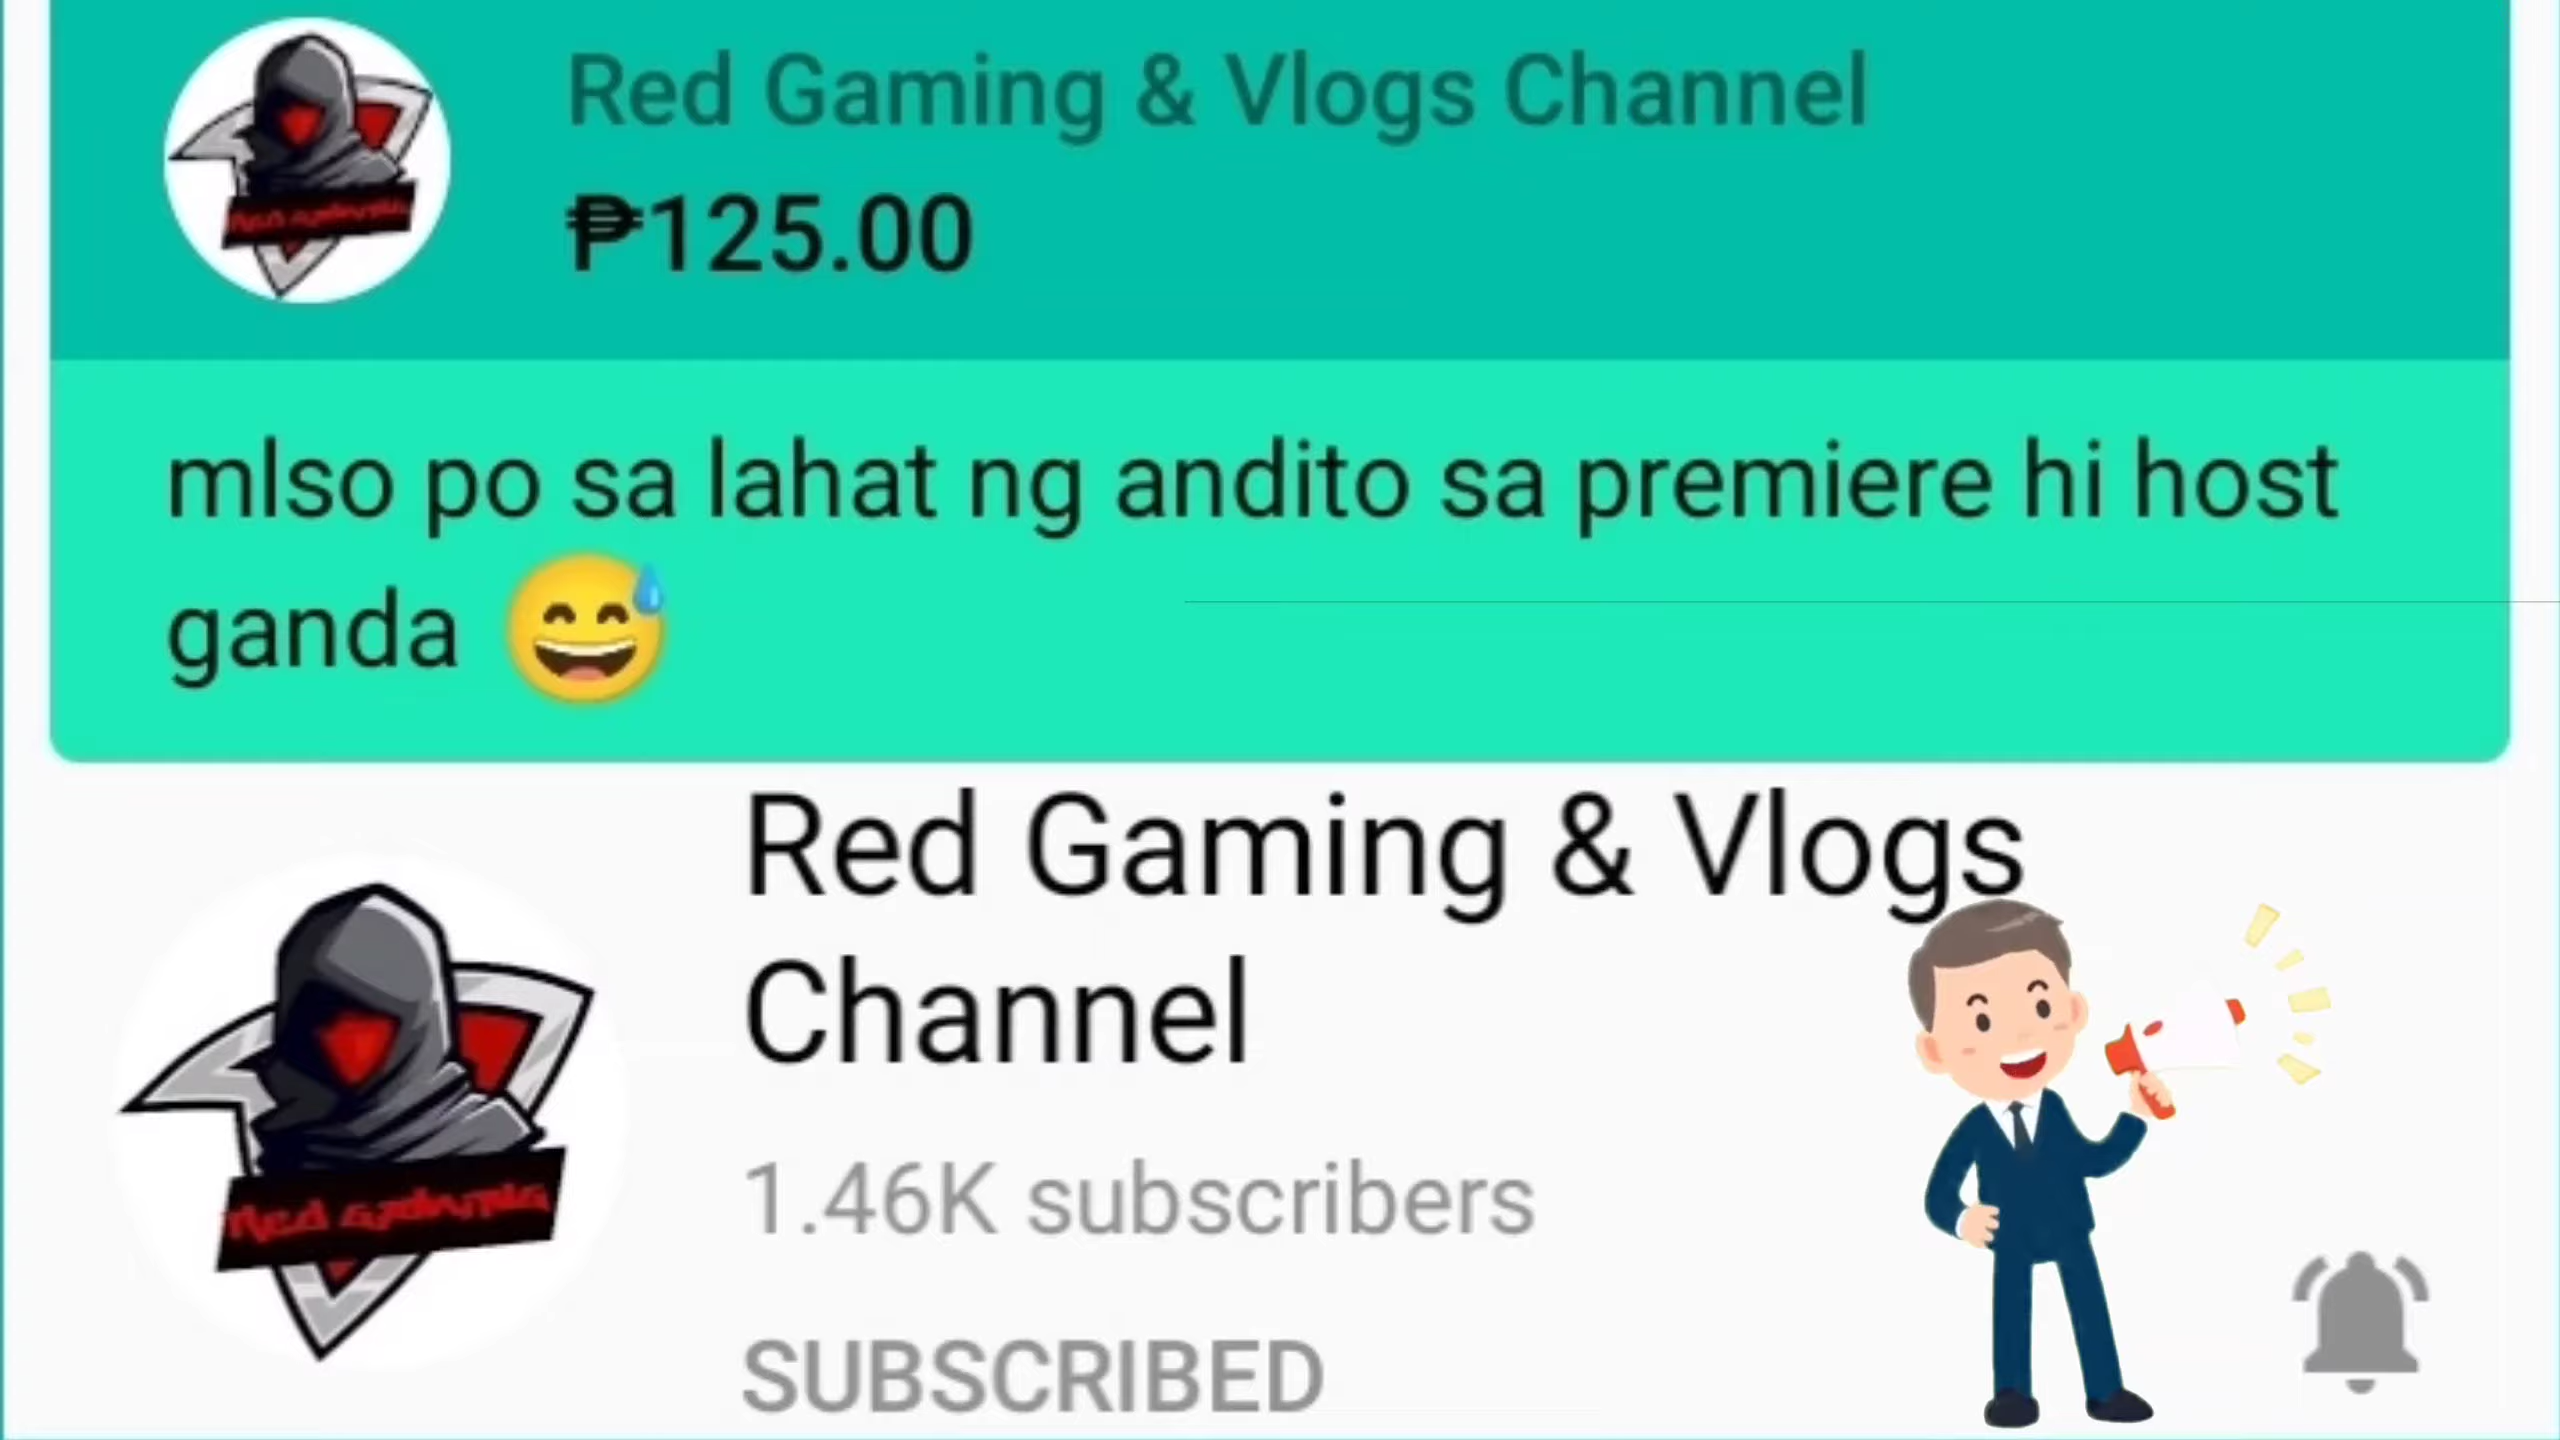 Red Gaming & Vlogs Channel
₱125.00
mlso po sa lahat ng andito sa premiere hi host
ganda 😅
Red Gaming & Vlogs
Channel
1.46K subscribers
SUBSCRIBED